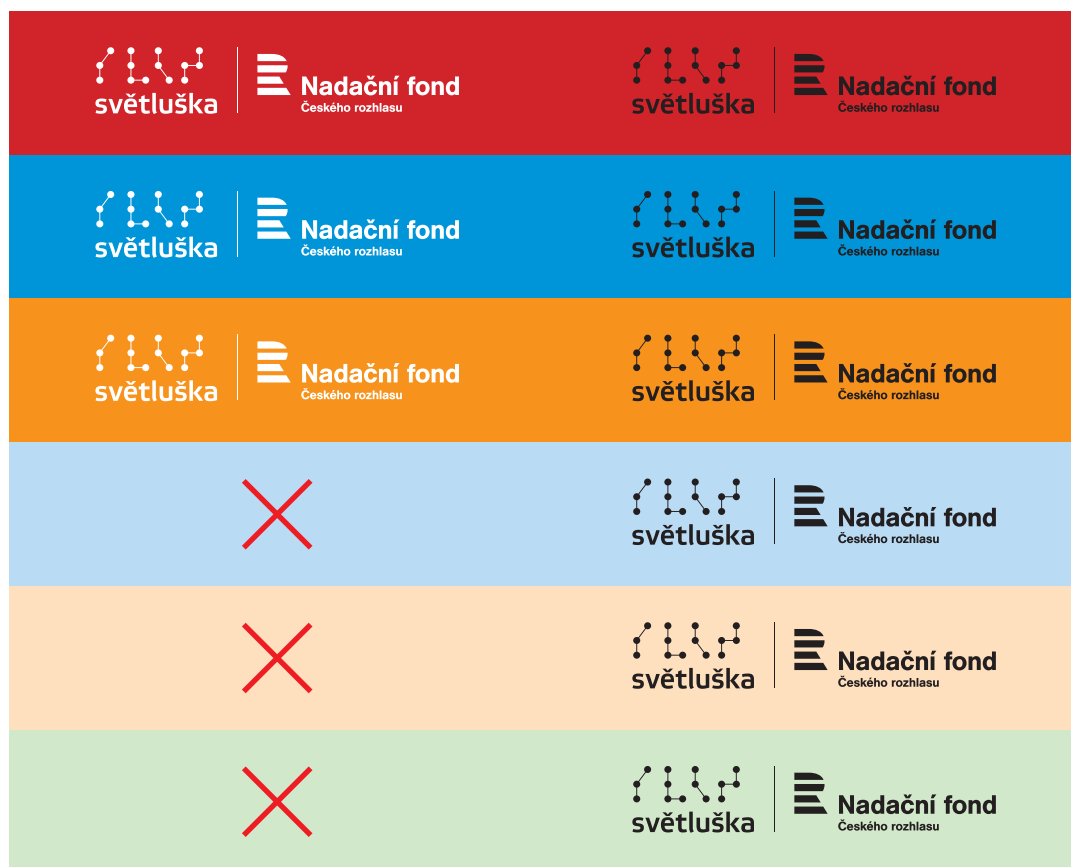 světluška
Nadační fond
Českého rozhlasu
světluška
Nadační fond
Českého rozhlasu
světluška
Nadační fond
Českého rozhlasu
světluška
Nadační fond
Českého rozhlasu
světluška
Nadační fond
Českého rozhlasu
světluška
Nadační fond
Českého rozhlasu
světluška
Nadační fond
Českého rozhlasu
světluška
Nadační fond
Českého rozhlasu
světluška
Nadační fond
Českého rozhlasu